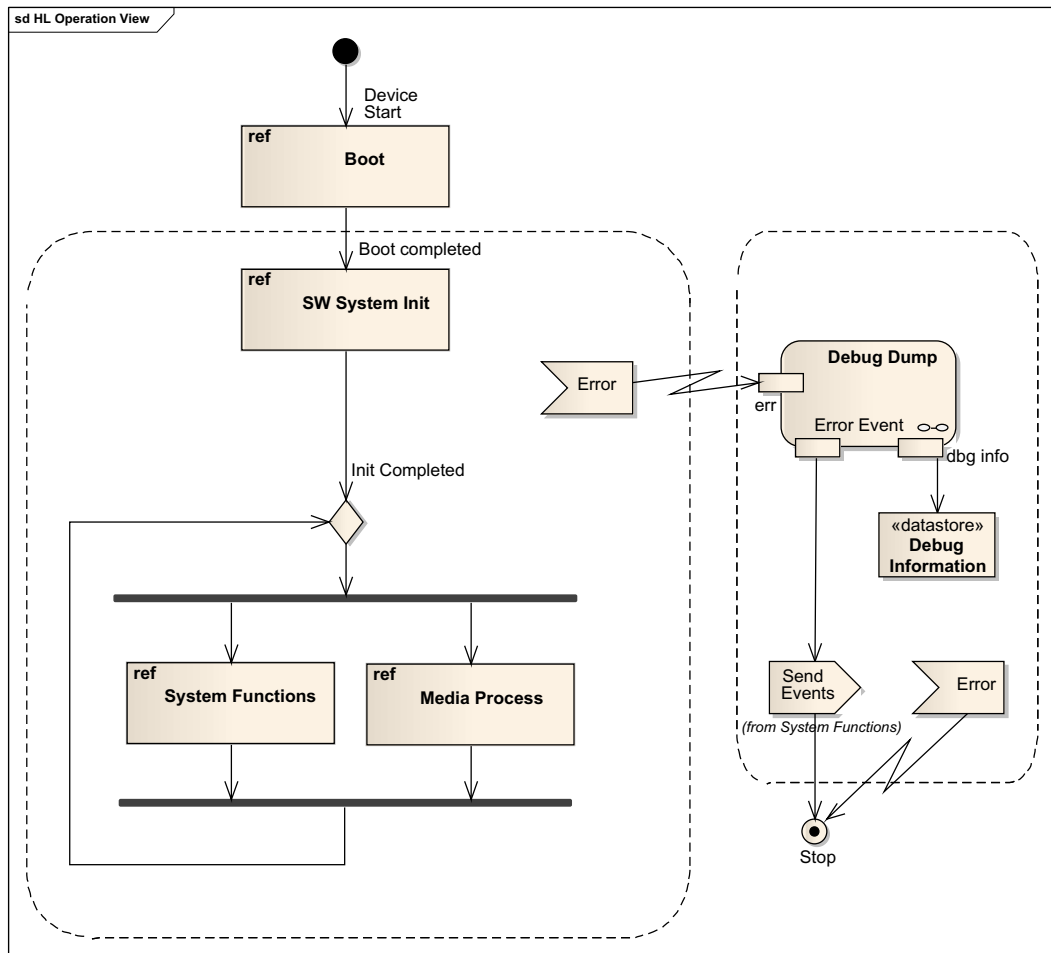 sd HL Operation View
Device
Start
ref
Boot
Boot completed
ref
SW System Init
Error
Debug Dump
err
Error Event
dbg info
Init Completed
«datastore»
Debug
Information
ref
System Functions
ref
Media Process
Send
Events
Error
(from System Functions)
Stop